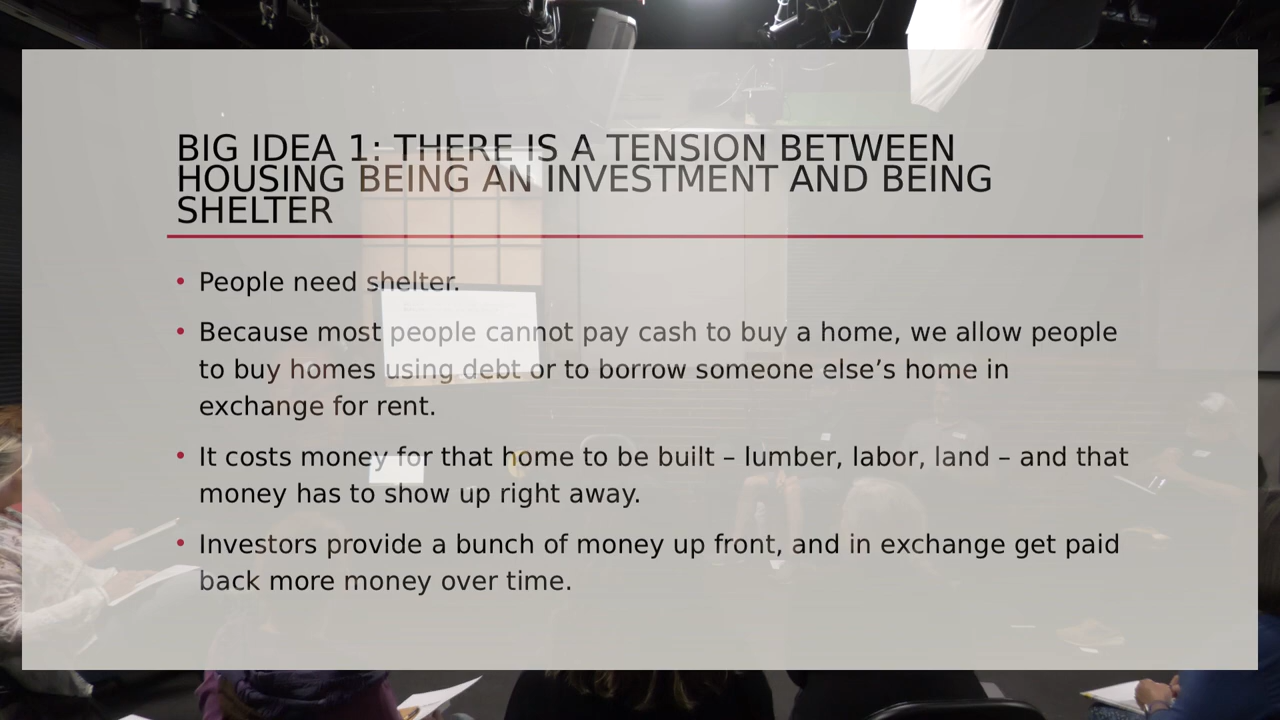 BIG IDEA 1: THERE IS A TENSION BETWEEN
HOUSING BEING AN INVESTMENT AND BEING
SHELTER
• People need shelter.
• Because most people cannot pay cash to buy a home, we allow people
to buy homes using debt or to borrow someone else’s home in
exchange for rent.
• It costs money for that home to be built – lumber, labor, land – and that
money has to show up right away.
• Investors provide a bunch of money up front, and in exchange get paid
back more money over time.